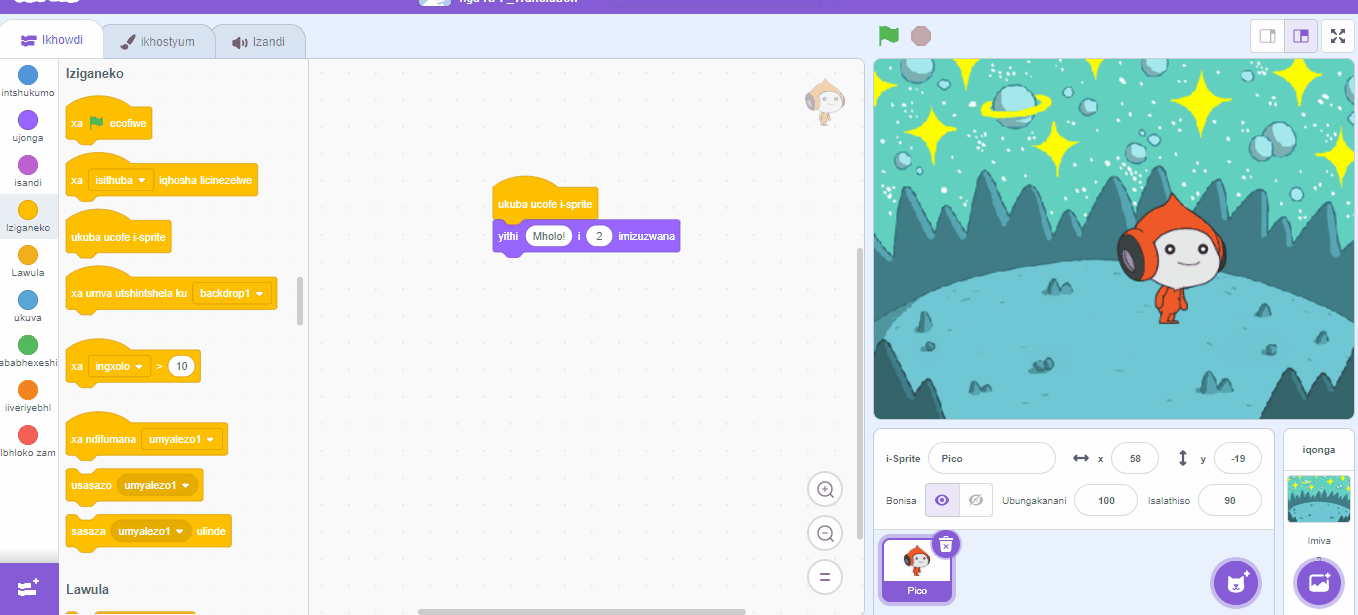 Ikhowdi
ikhostyum
Izandi
intshukumo
ujonga
isandi
Iziganeko
Lawula
ukuva
ababhexeshi
iiveriyebhl
Ibhloko zam
Iziganeko
xa ecofiwe
xa isithuba iqhosha licinezelwe
ukuba ucofe i-sprite
xa umva utshintshela ku backdrop1
xa ingxolo > 10
xa ndifumana umyalezo1
usasazo umyalezo1
sasaza umyalezo1 ulinde
Lawula
ukuba ucofe i-sprite
yithi Mholo! i 2 imizuzwana
i-Sprite Pico x 58 y -19
Bonisa Ubungakanani 100 Isalathiso 90
Pico
iqonga
Imiva